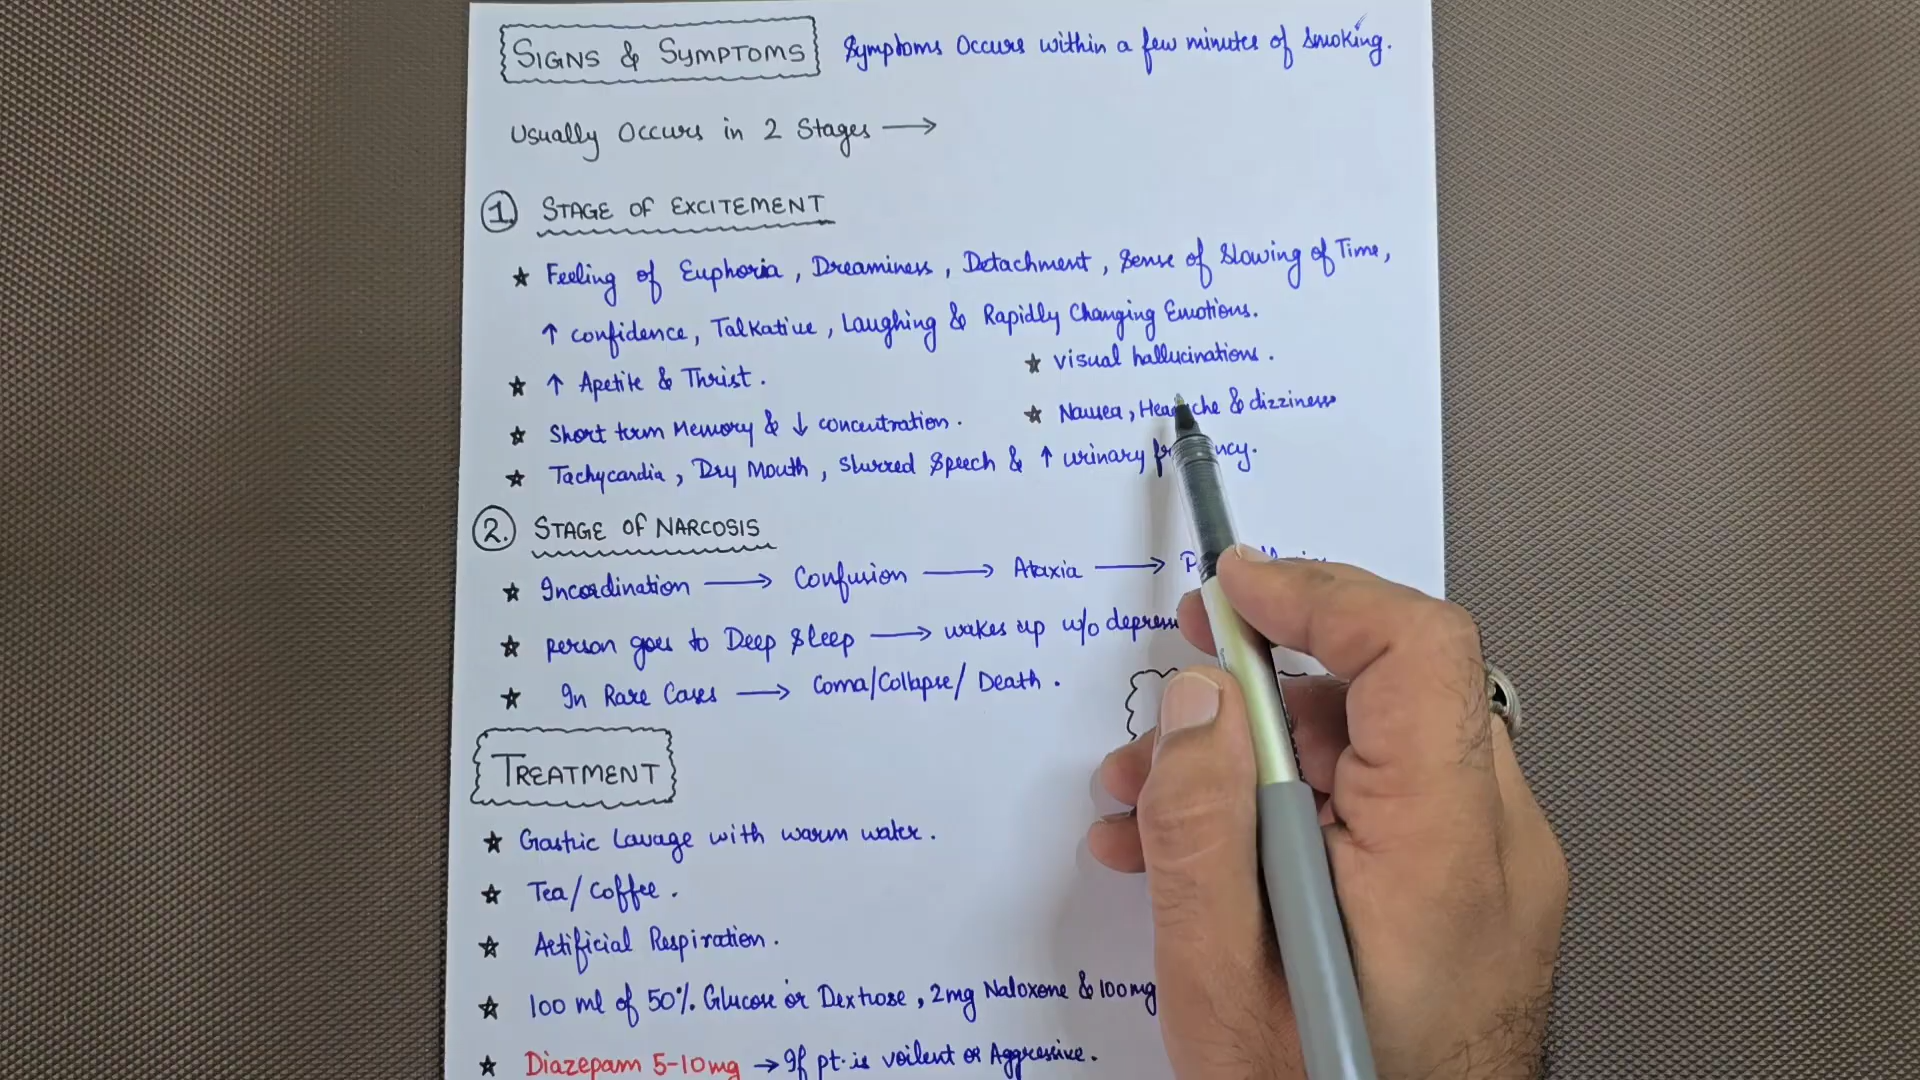 SIGNS & SYMPTOMS Symptoms Occurs within a few minutes of Smoking.
Usually Occurs in 2 Stages →
1. STAGE OF EXCITEMENT
★ Feeling of Euphoria, Dreaminess, Detachment, Sense of Slowing of Time,
↑ confidence, Talkative, Laughing & Rapidly Changing Emotions.
★ ↑ Apetite & Thrist. ★ visual hallucinations.
★ Short term Memory & ↓ concentration. ★ Nausea, Headache & dizziness
★ Tachycardia, Dry Mouth, Slurred Speech & ↑ urinary
2. STAGE OF NARCOSIS
★ Incordination → Confusion → Ataxia →
★ person goes to Deep Sleep → wakes up w/o
★ In Rare Cases → Coma/Collapse/Death.
TREATMENT
★ Gastric Lavage with warm water.
★ Tea/Coffee.
★ Artificial Respiration.
★ 100 ml of 50% Glucose or Dextrose, 2mg Naloxone & 100mg
★ Diazepam 5-10mg → If pt. is voilent or Aggressive.